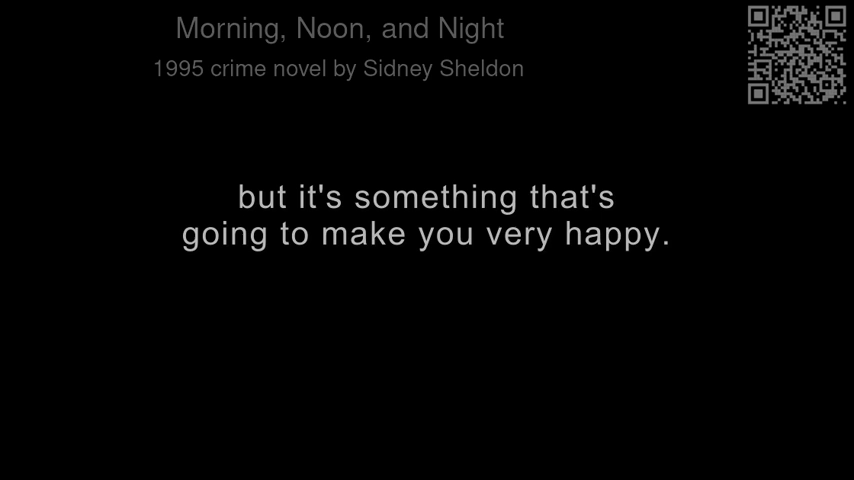 Morning, Noon, and Night
1995 crime novel by Sidney Sheldon
but it's something that's
going to make you very happy.